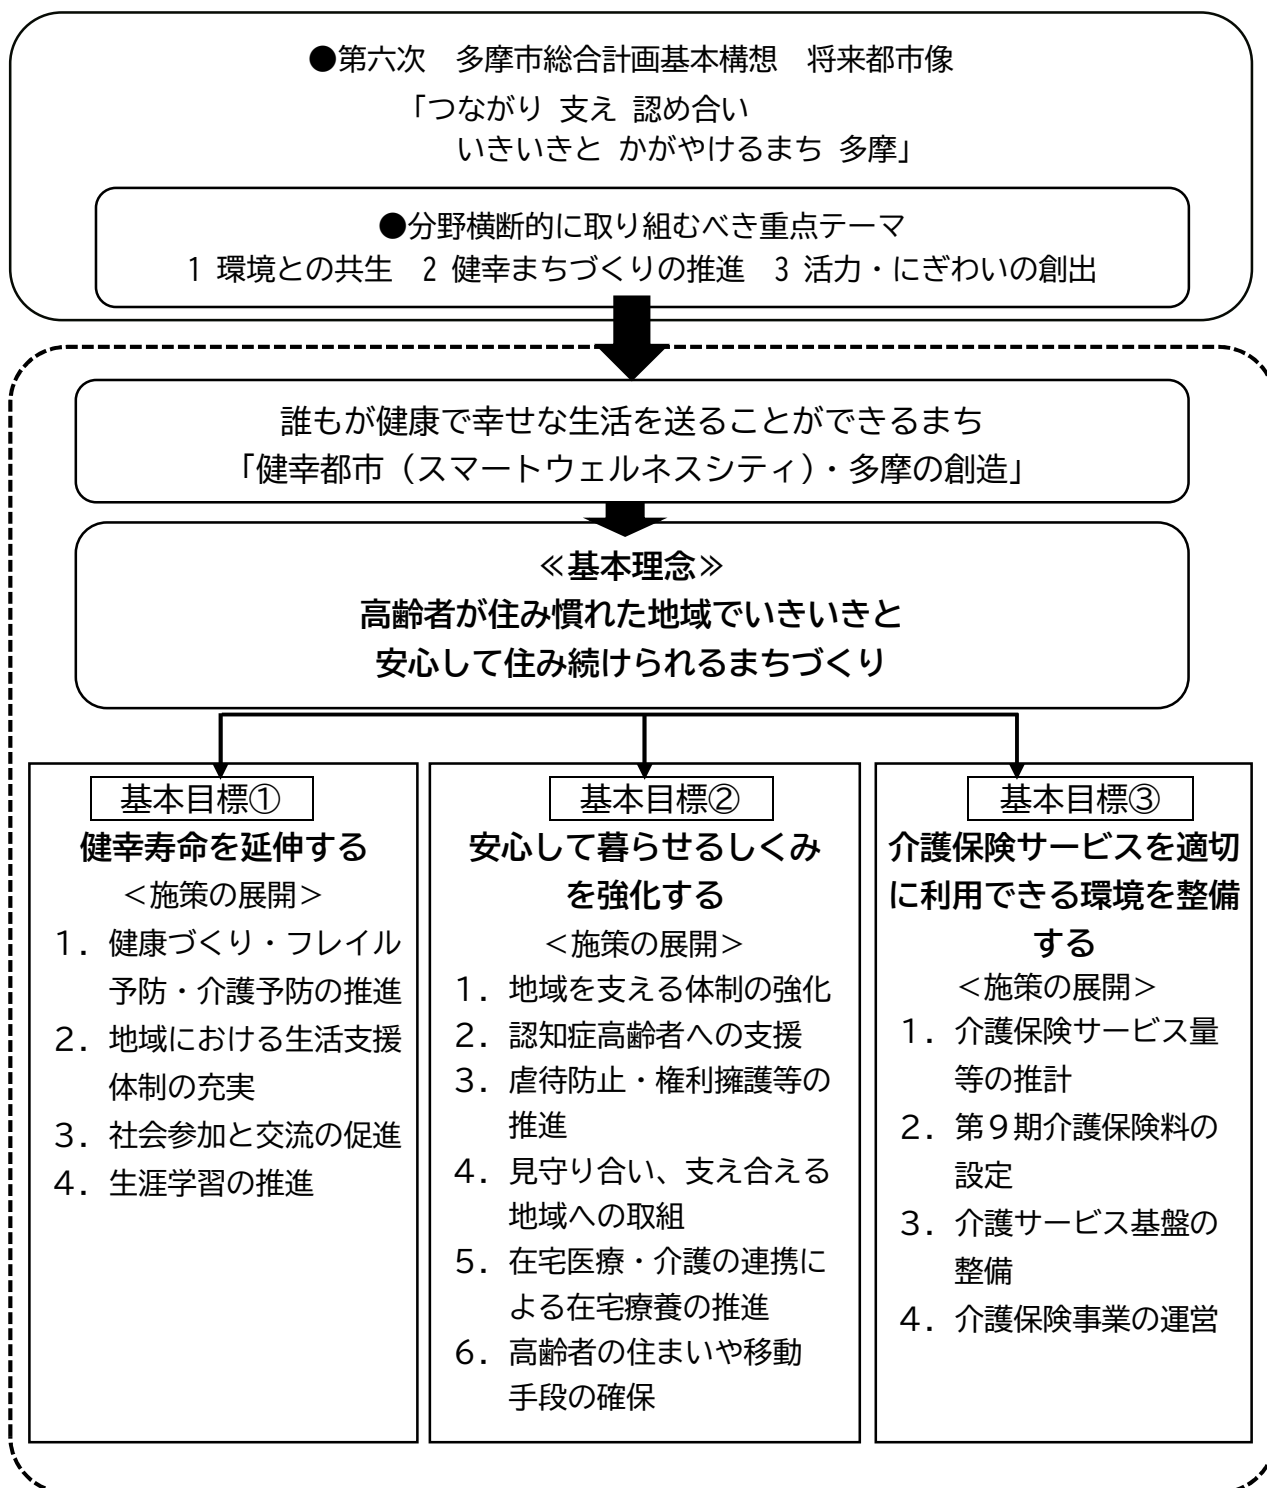 ●第六次　多摩市総合計画基本構想　将来都市像
「つながり 支え 認め合い
いきいきと かがやけるまち 多摩」
●分野横断的に取り組むべき重点テーマ
1 環境との共生　2 健幸まちづくりの推進　3 活力・にぎわいの創出
誰もが健康で幸せな生活を送ることができるまち
「健幸都市（スマートウェルネスシティ）・多摩の創造」
≪基本理念≫
高齢者が住み慣れた地域でいきいきと
安心して住み続けられるまちづくり
基本目標①
健幸寿命を延伸する
＜施策の展開＞
１．健康づくり・フレイル
予防・介護予防の推進
２．地域における生活支援
体制の充実
３．社会参加と交流の促進
４．生涯学習の推進
基本目標②
安心して暮らせるしくみ
を強化する
＜施策の展開＞
１．地域を支える体制の強化
２．認知症高齢者への支援
３．虐待防止・権利擁護等の
推進
４．見守り合い、支え合える
地域への取組
５．在宅医療・介護の連携に
よる在宅療養の推進
６．高齢者の住まいや移動
手段の確保
基本目標③
介護保険サービスを適切
に利用できる環境を整備
する
＜施策の展開＞
１．介護保険サービス量
等の推計
２．第９期介護保険料の
設定
３．介護サービス基盤の
整備
４．介護保険事業の運営